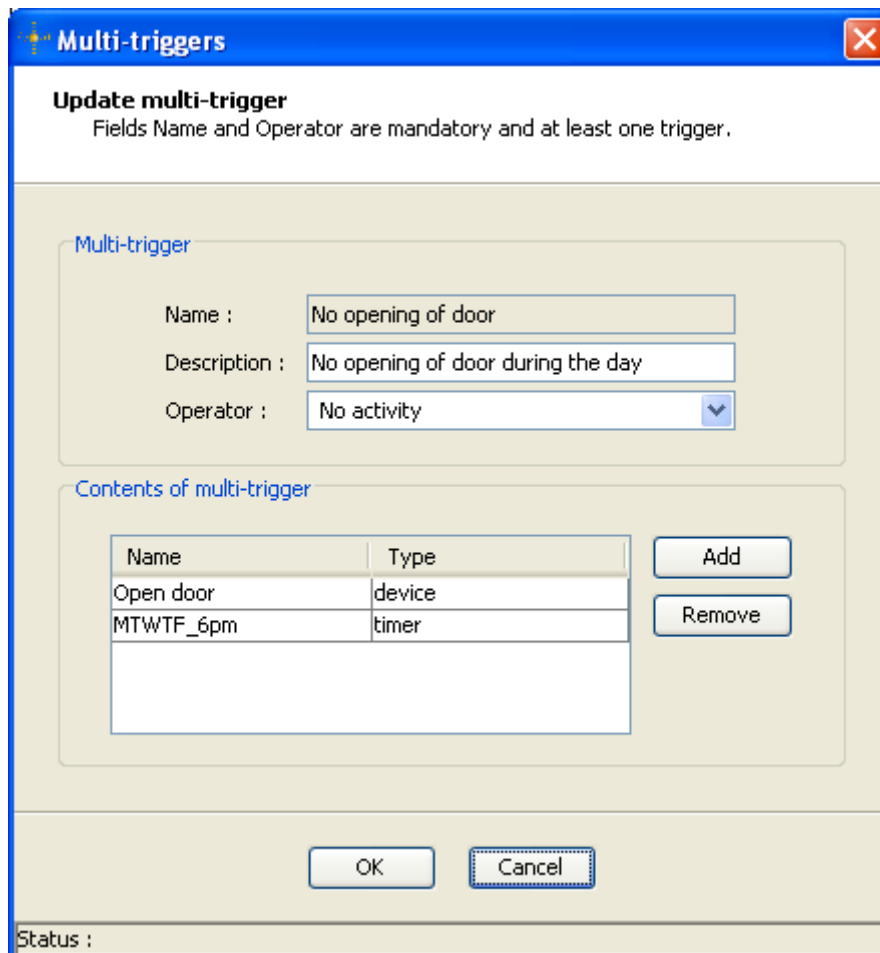 Multi-triggers
Update multi-trigger
Fields Name and Operator are mandatory and at least one trigger.
Multi-trigger
Name : No opening of door
Description : No opening of door during the day
Operator : No activity
Contents of multi-trigger
Name Type Add
Open door device
MTWTF_6pm timer Remove
OK Cancel
Status :